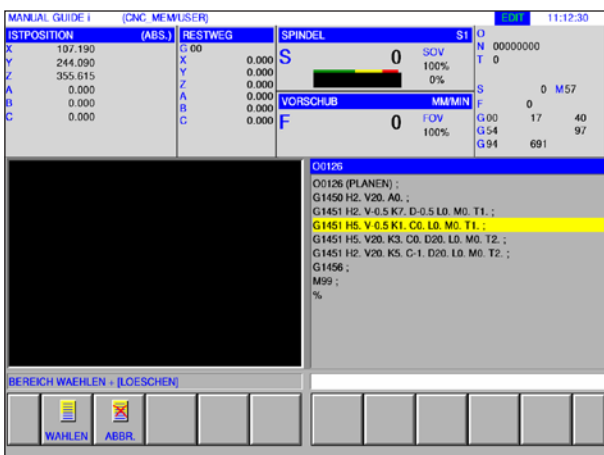 MANUAL GUIDE i (CNC_MEM/USER) EDIT 11:12:30
ISTPOSITION (ABS.)
X 107.190
Y 244.090
Z 355.615
A 0.000
B 0.000
C 0.000
RESTWEG
G 00
X 0.000
Y 0.000
Z 0.000
A 0.000
B 0.000
C 0.000
SPINDEL S1
S 0 SOV
100%
0%
VORSCHUB MM/MIN
F 0 FOV
100%
O
N 00000000
T 0
S 0 M57
F 0
G00 17 40
G54 97
G94 691
O0126
O0126 (PLANEN) ;
G1450 H2. V20. A0. ;
G1451 H2. V-0.5 K7. D-0.5 L0. M0. T1. ;
G1451 H5. V-0.5 K1. C0. L0. M0. T1. ;
G1451 H5. V20. K3. C0. D20. L0. M0. T2. ;
G1451 H2. V20. K5. C-1. D20. L0. M0. T2. ;
G1456 ;
M99 ;
%
BEREICH WAEHLEN + [LOESCHEN]
WAHLEN ABBR.